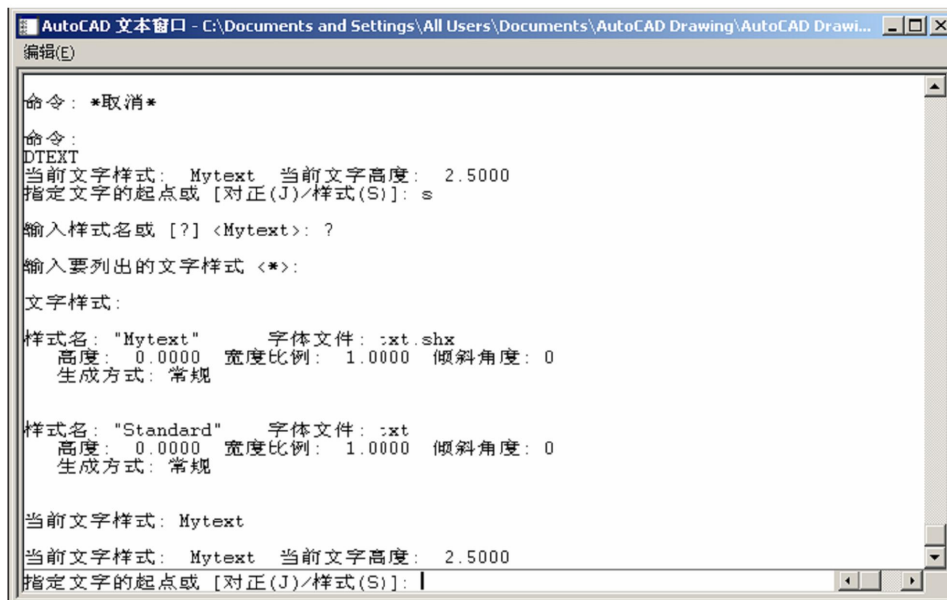 AutoCAD 文本窗口 - C:\Documents and Settings\All Users\Documents\AutoCAD Drawing\AutoCAD Drawi...
编辑(E)
命令: *取消*
命令:
DTEXT
当前文字样式: Mytext 当前文字高度: 2.5000
指定文字的起点或 [对正(J)/样式(S)]: s
输入样式名或 [?] <Mytext>: ?
输入要列出的文字样式 <*>:
文字样式:
样式名: "Mytext" 字体文件: txt.shx
高度: 0.0000 宽度比例: 1.0000 倾斜角度: 0
生成方式: 常规
样式名: "Standard" 字体文件: txt
高度: 0.0000 宽度比例: 1.0000 倾斜角度: 0
生成方式: 常规
当前文字样式: Mytext
当前文字样式: Mytext 当前文字高度: 2.5000
指定文字的起点或 [对正(J)/样式(S)]: